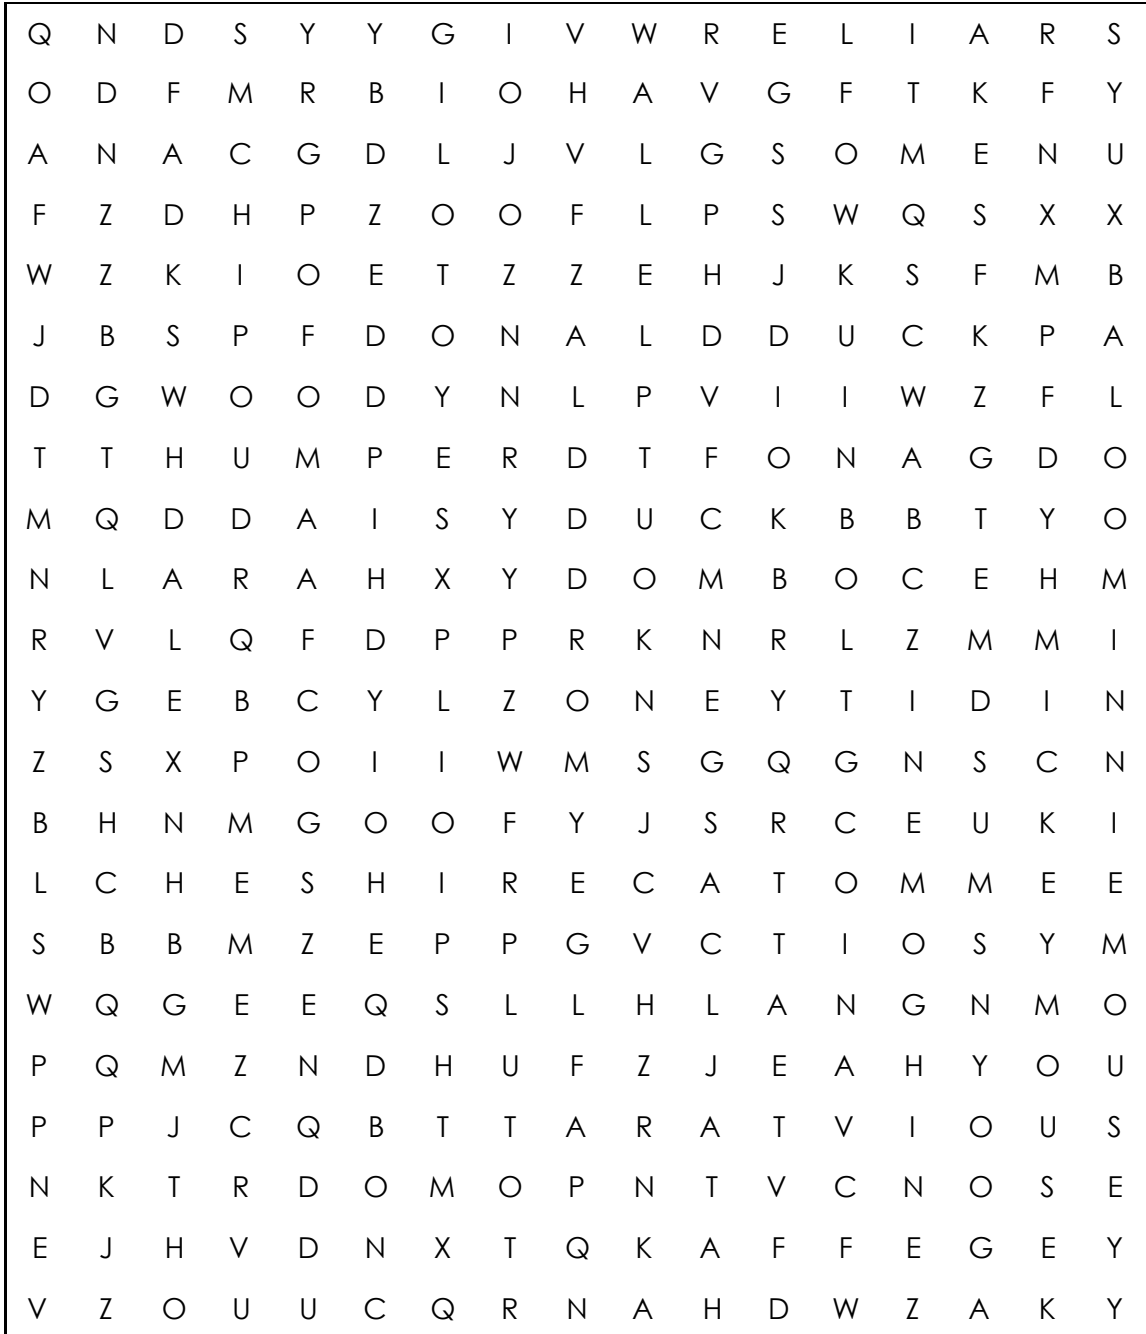 Q N D S Y Y G I V W R E L I A R S
O D F M R B I O H A V G F T K F Y
A N A C G D L J V L G S O M E N U
F Z D H P Z O O F L P S W Q S X X
W Z K I O E T Z Z E H J K S F M B
J B S P F D O N A L D D U C K P A
D G W O O D Y N L P V I I W Z F L
T T H U M P E R D T F O N A G D O
M Q D D A I S Y D U C K B B T Y O
N L A R A H X Y D O M B O C E H M
R V L Q F D P P R K N R L Z M M I
Y G E B C Y L Z O N E Y T I D I N
Z S X P O I I W M S G Q G N S C N
B H N M G O O F Y J S R C E U K I
L C H E S H I R E C A T O M M E E
S B B M Z E P P G V C T I O S Y M
W Q G E E Q S L L H L A N G N M O
P Q M Z N D H U F Z J E A H Y O U
P P J C Q B T T A R A T V I O U S
N K T R D O M O P N T V C N O S E
E J H V D N X T Q K A F F E G E Y
V Z O U U C Q R N A H D W Z A K Y